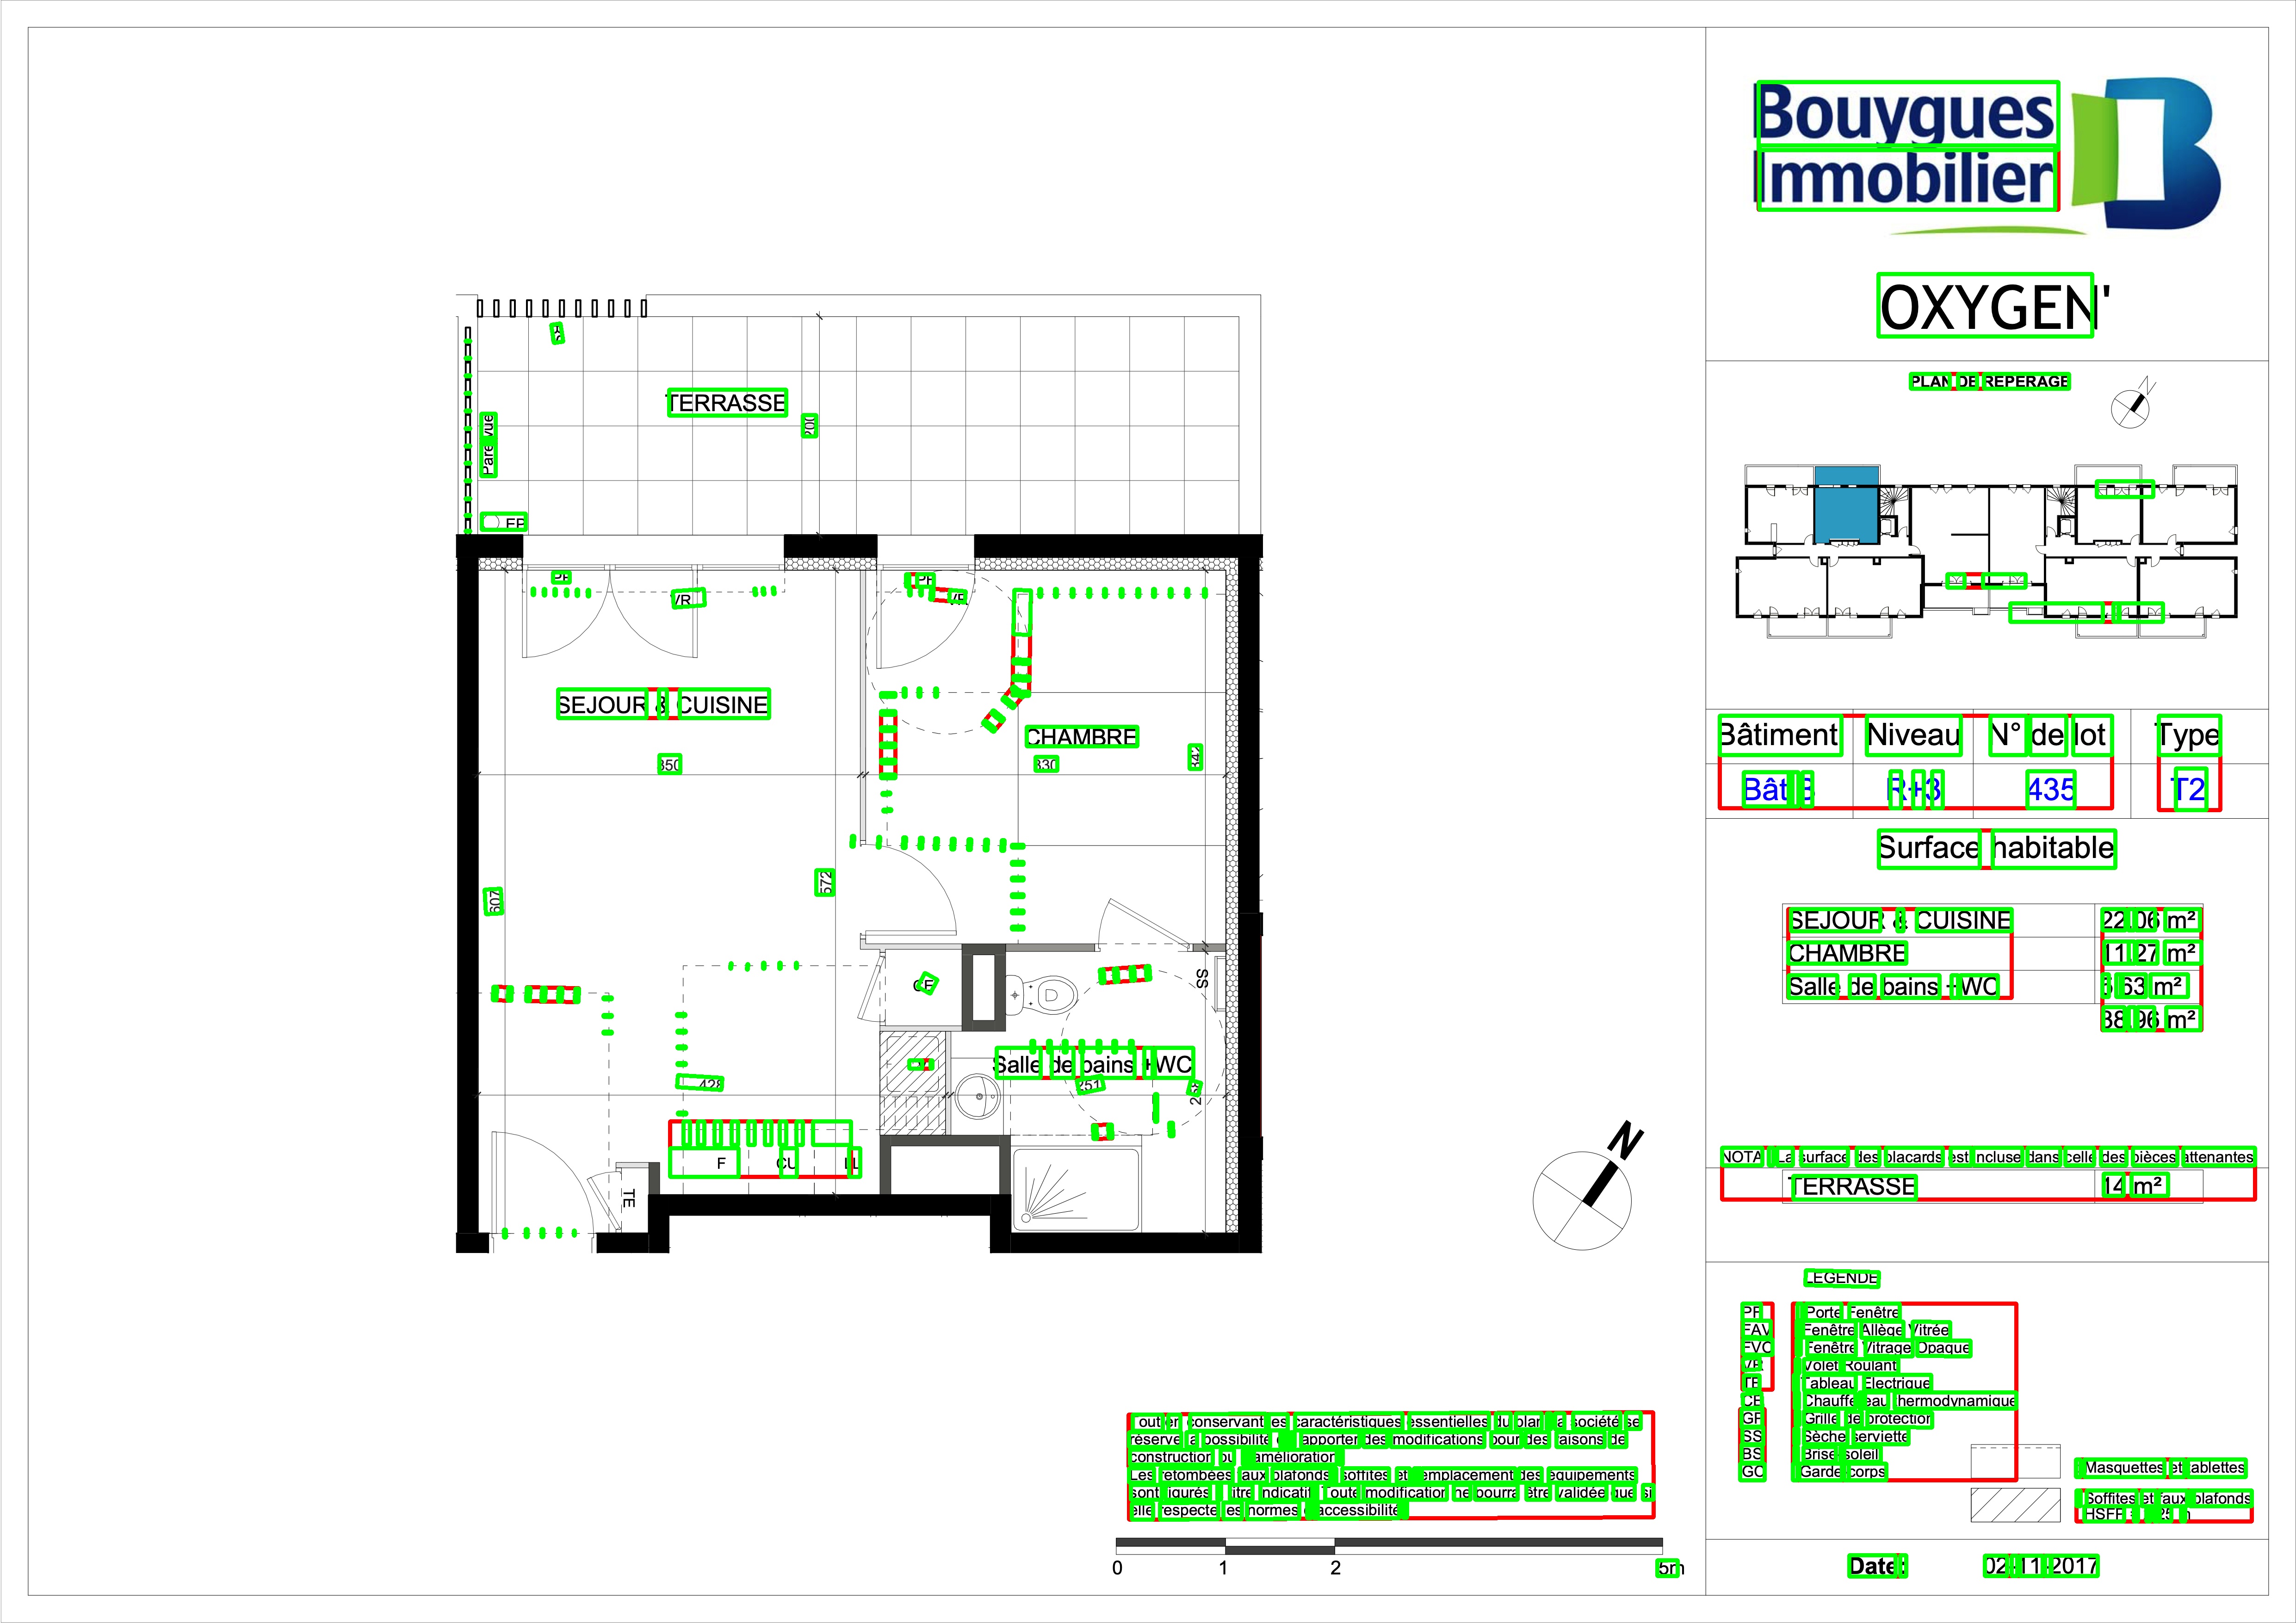 Bouygues
Immobilier
OXYGEN'
PLAN DE REPERAGE
N
Bâtiment Niveau N° de lot Type
Bât B R+3 435 T2
Surface habitable
SEJOUR & CUISINE 22.06 m²
CHAMBRE 11.27 m²
Salle de bains +WC 5.63 m²
38.96 m²
NOTA : La surface des placards est incluse dans celle des pièces attenantes
TERRASSE 14 m²
LEGENDE
PF : Porte Fenêtre
FAV : Fenêtre Allège Vitrée
FVO : Fenêtre Vitrage Opaque
VR : Volet Roulant
TE : Tableau Electrique
CE : Chauffe eau Thermodynamique
GP : Grille de protection
SS : Sèche serviette
BS : Brise soleil
GC : Garde corps
: Masquettes et tablettes
: Soffites et faux plafonds
Date: 02-11-2017
TERRASSE
200
Pare vue
EP
PF
VR
PF
VR
SEJOUR & CUISINE
CHAMBRE
350
330
342
607
572
CE
SS
Salle de bains +WC
428
251
F
CU
LL
TE
N
Tout en conservant les caractéristiques essentielles du plan, la société se
réserve la possibilité d'apporter des modifications pour des raisons de
construction ou d'amélioration.
Les retombées, faux plafonds, soffites et l'emplacement des équipements
sont figurés à titre indicatif. Toute modification ne pourra être validée que si
elle respecte les normes d'accessibilité.
0 1 2 5m